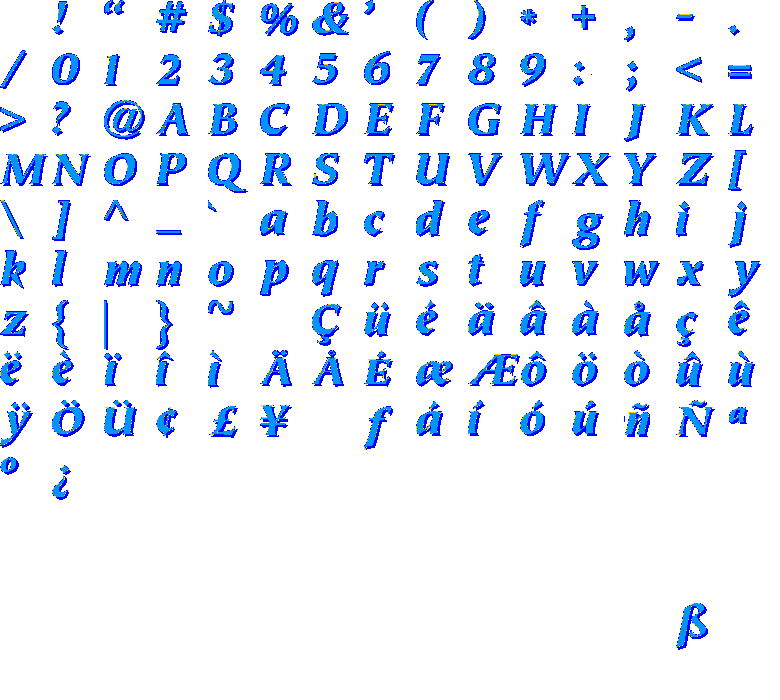 ! “ # $ % & ’ ( ) * + , - .
/ 0 1 2 3 4 5 6 7 8 9 : ; < =
> ? @ A B C D E F G H I J K L
M N O P Q R S T U V W X Y Z [
\ ] ^ _ ` a b c d e f g h i j
k l m n o p q r s t u v w x y
z { | } ~ Ç ü é ä â à å ç ê
ë è ï î ì Ä Å É æ Æ ô ö ò û ù
ÿ Ö Ü ¢ £ ¥ ƒ á í ó ú ñ Ñ ª
º ¿
ß